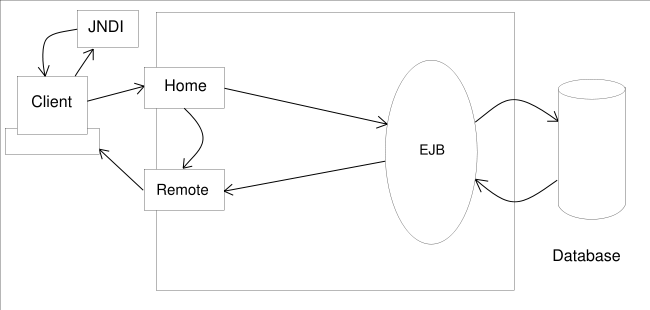 JNDI
Client
Home
Remote
EJB
Database